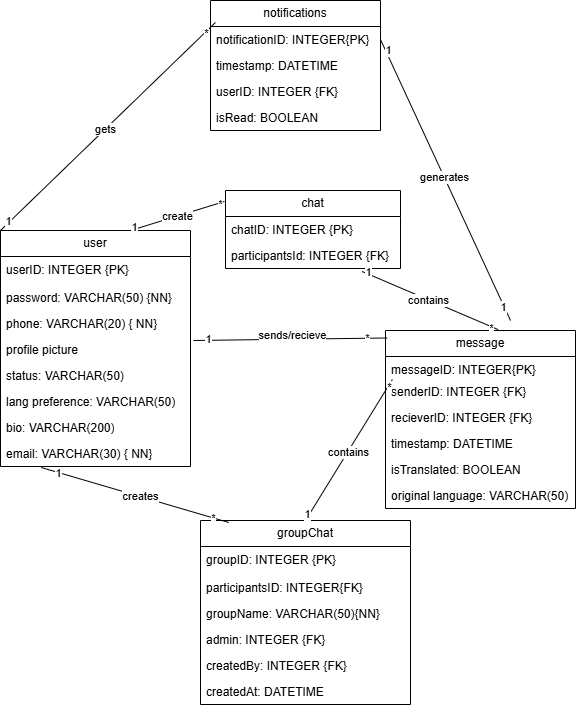 notifications
notificationID: INTEGER{PK}
timestamp: DATETIME
userID: INTEGER {FK}
isRead: BOOLEAN
*
1
gets
generates
1
1
create
*
chat
chatID: INTEGER {PK}
participantsId: INTEGER {FK}
1
contains
1
*
user
userID: INTEGER {PK}
password: VARCHAR(50) {NN}
phone: VARCHAR(20) { NN}
profile picture
status: VARCHAR(50)
lang preference: VARCHAR(50)
bio: VARCHAR(200)
email: VARCHAR(30) { NN}
1
sends/recieve
*
message
messageID: INTEGER{PK}
senderID: INTEGER {FK}
recieverID: INTEGER {FK}
timestamp: DATETIME
isTranslated: BOOLEAN
original language: VARCHAR(50)
*
contains
1
1
creates
*
groupChat
groupID: INTEGER {PK}
participantsID: INTEGER{FK}
groupName: VARCHAR(50){NN}
admin: INTEGER {FK}
createdBy: INTEGER {FK}
createdAt: DATETIME